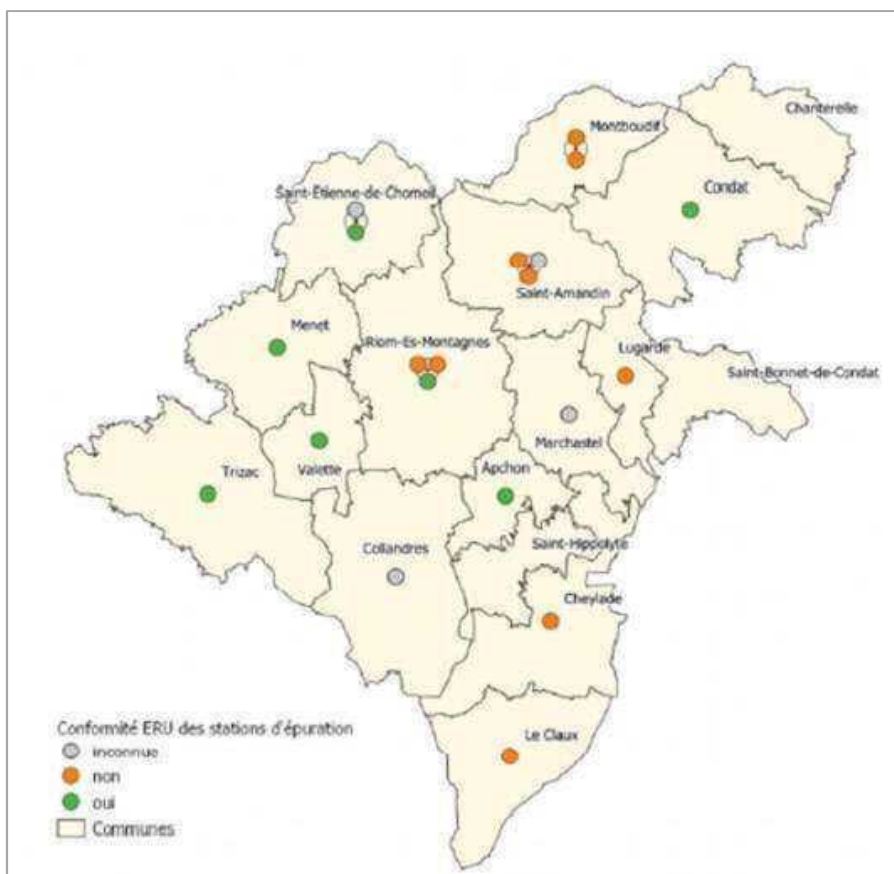 Chanterelle
Montboudif
Condat
Saint-Étienne-de-Chomeil
Saint-Amandin
Menet
Riom-Es-Montagnes
Lugarde
Saint-Bonnet-de-Condat
Marchastel
Valette
Trizac
Apchon
Collandres
Saint-Hippolyte
Cheylade
Le Claux
Conformité ERU des stations d'épuration
inconnue
non
oui
Communes